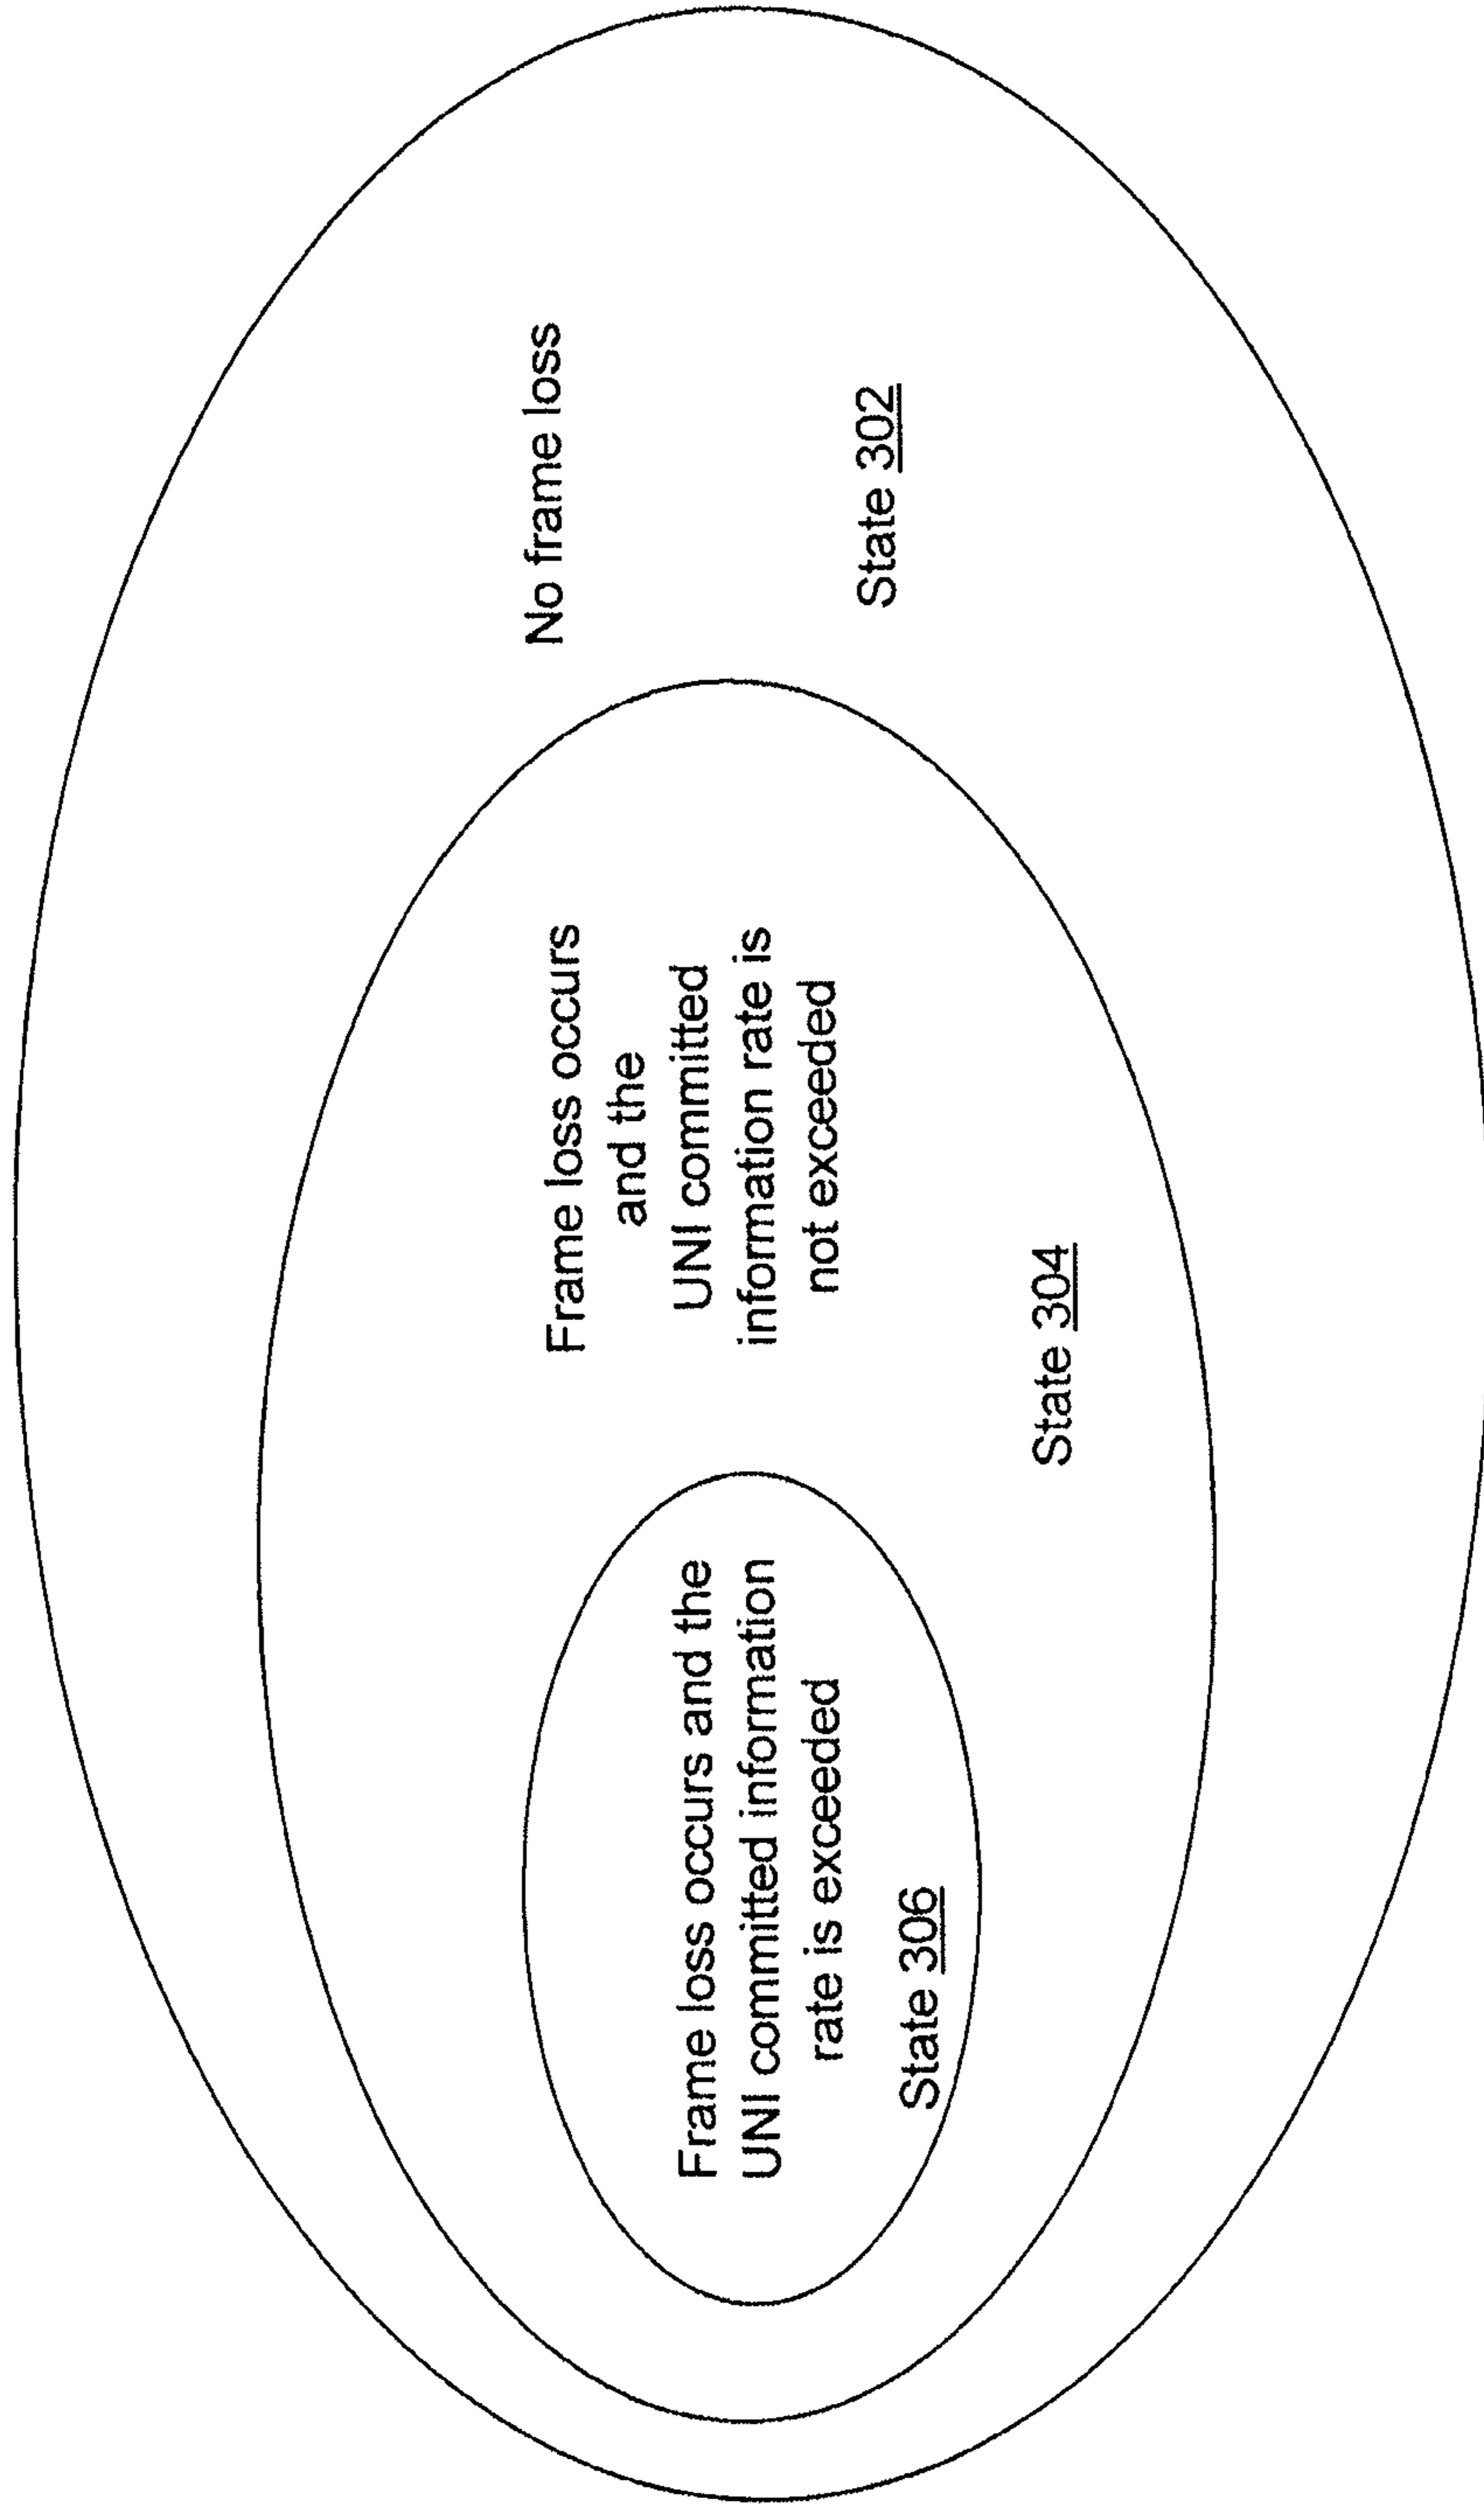 Frame loss occurs and the
UNI committed information
rate is exceeded
State 306
Frame loss occurs
and the
UNI committed
information rate is
not exceeded
State 304
No frame loss
State 302